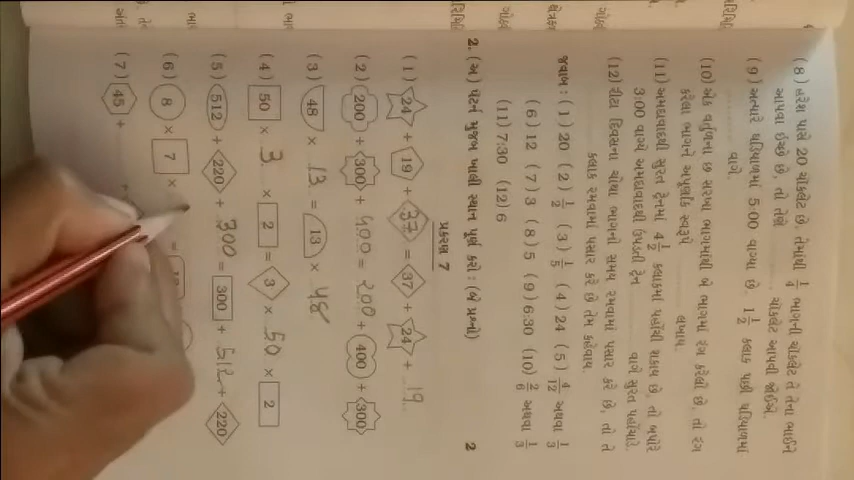 (8) હરેશ પાસે 20 ચોકલેટ છે, તેમાંથી 1/4 ભાગની ચોકલેટ તે તેના ભાઈને
આપવા ઈચ્છે છે, તો તેણે ચોકલેટ આપવી જોઈએ.
(9) અત્યારે ઘડિયાળમાં 5:00 વાગ્યા છે. 1 1/2 કલાક પછી ઘડિયાળમાં
વાગે.
(10) એક વર્તુળના છ સરખા ભાગમાંથી બે ભાગમાં રંગ કરેલો છે, તો રંગ
કરેલા ભાગને અપૂર્ણાંક સ્વરૂપે લખાય.
(11) અમદાવાદથી સુરત ટ્રેનમાં 4 1/2 કલાકમાં પહોંચી શકાય છે, તો બપોરે
3:00 વાગ્યે અમદાવાદથી ઉપડતી ટ્રેન વાગે સુરત પહોંચાડે.
(12) રીટા દિવસના ચોથા ભાગનો સમય રમવામાં પસાર કરે છે, તો તે
કલાક રમવામાં પસાર કરે છે તેમ કહેવાય.
જવાબ : (1) 20 (2) 1/2 (3) 1/5 (4) 24 (5) 4/12 અથવા 1/3
(6) 12 (7) 3 (8) 5 (9) 6:30 (10) 2/6 અથવા 1/3
(11) 7:30 (12) 6
પ્રકરણ 7
2. (અ) પેટર્ન મુજબ ખાલી સ્થાન પૂર્ણ કરો : (બે પ્રશ્નો) 2
(1) 24 + 19 + 37 = 37 + 24 + 19
(2) 200 + 300 + 400 = 200 + 400 + 300
(3) 48 × 13 = 13 × 48
(4) 50 × 3 × 2 = 3 × 50 × 2
(5) 512 + 220 + 300 = 300 + 512 + 220
(6) 8 × 7 × =
(7) 45 +